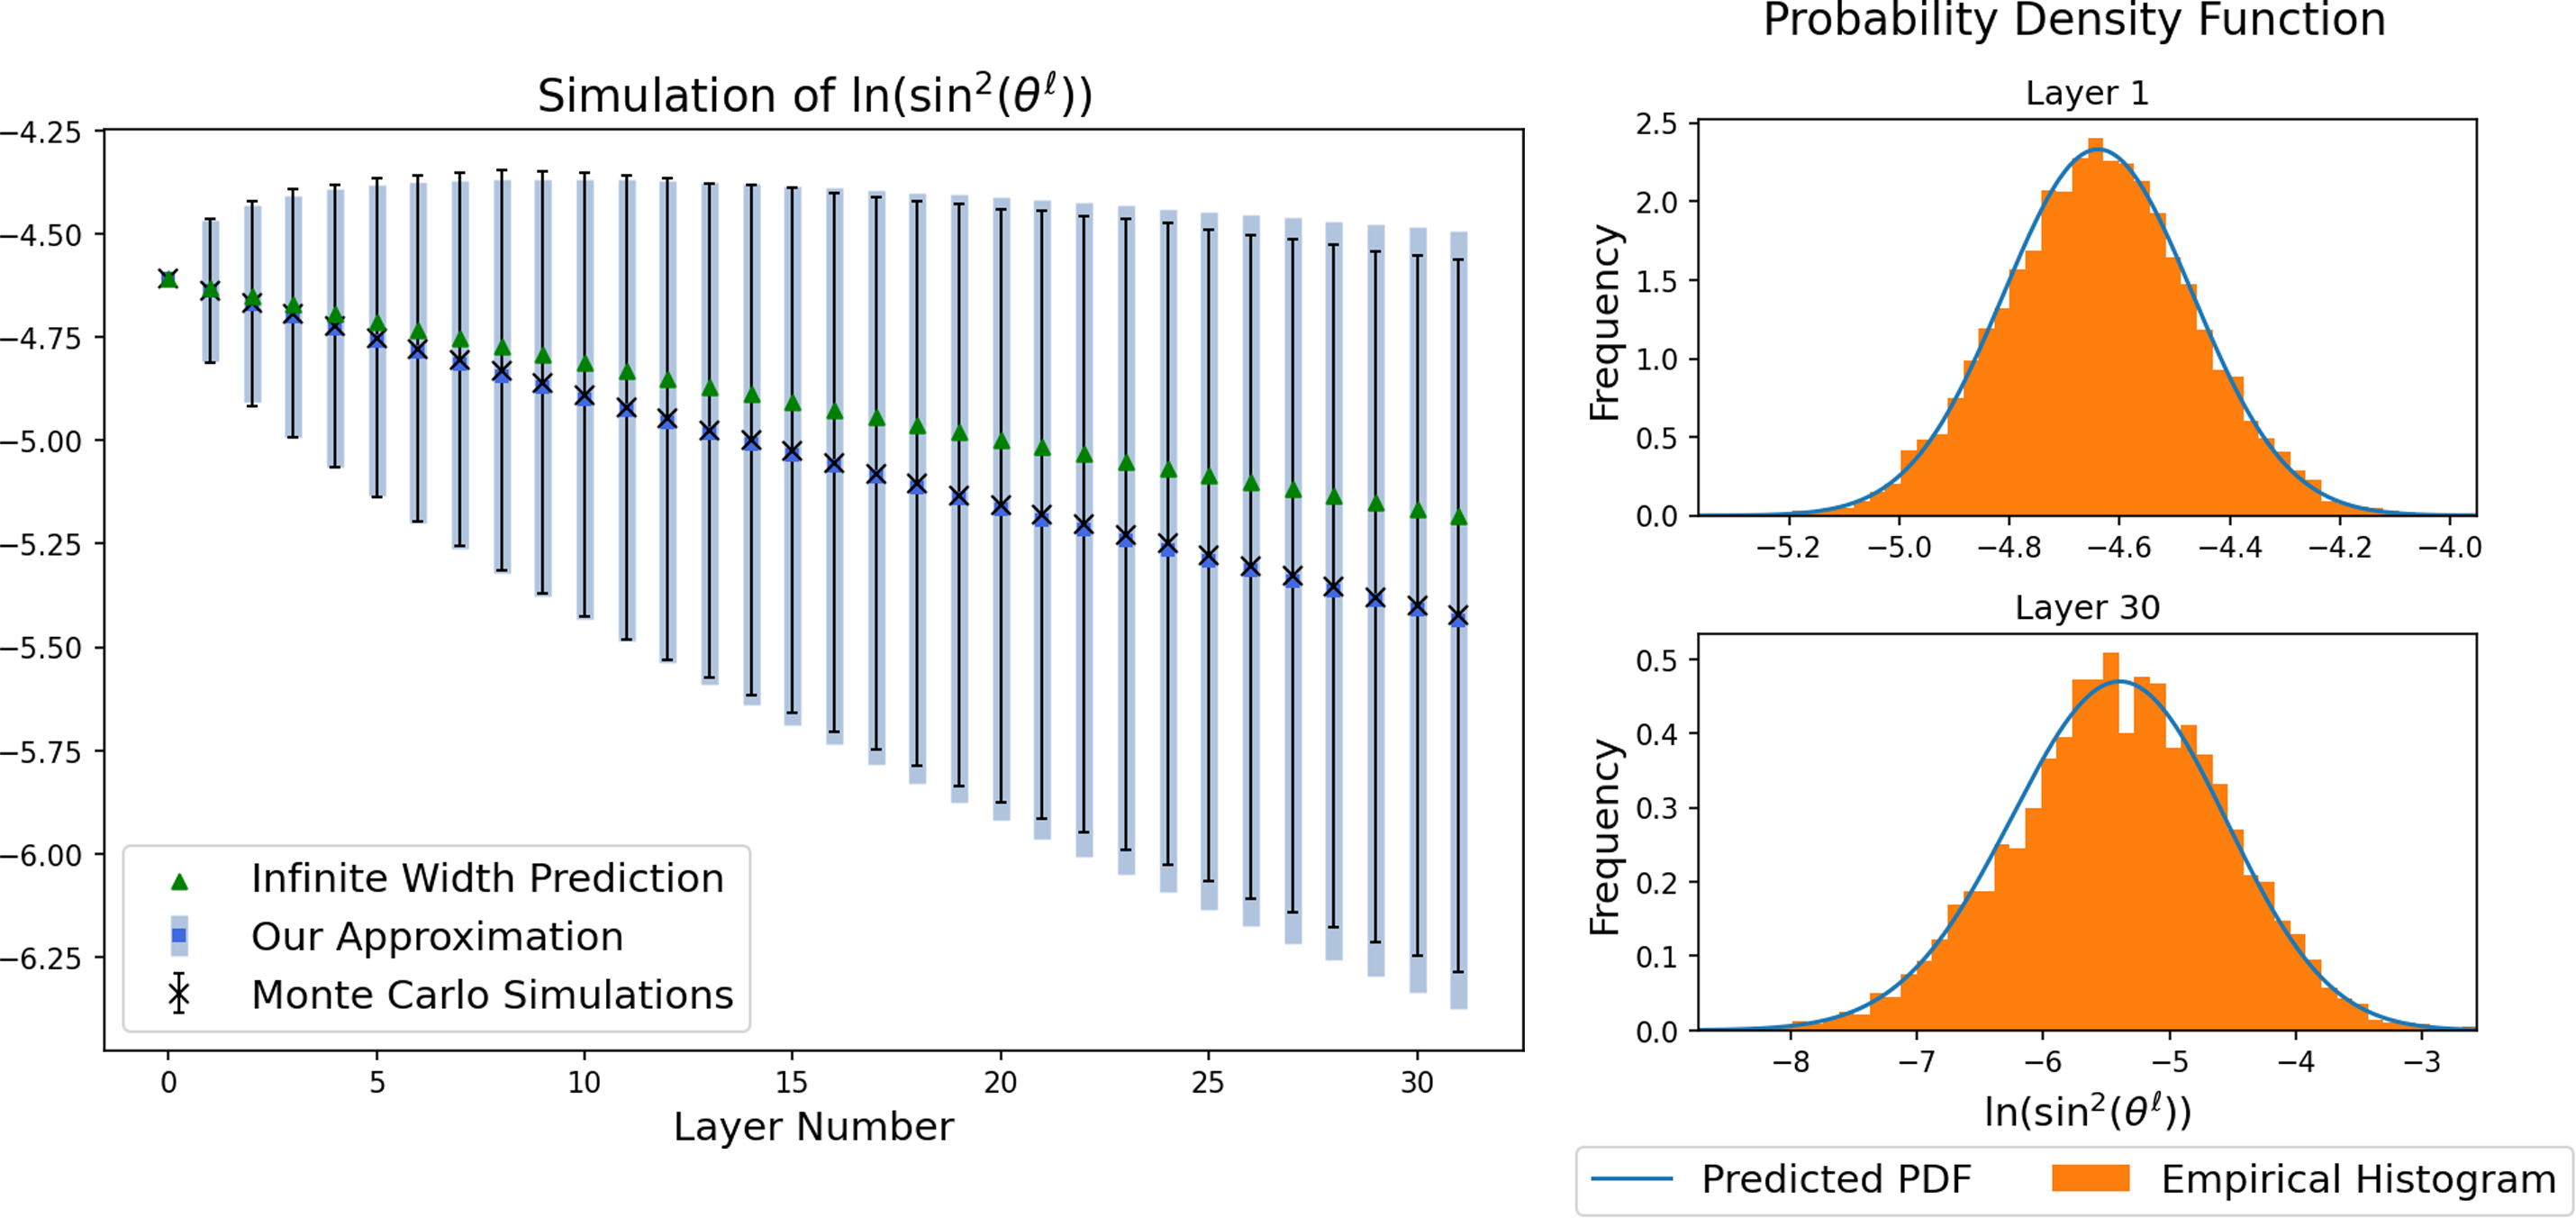 Simulation of ln(sin²(θ^ℓ))
−4.25
−4.50
−4.75
−5.00
−5.25
−5.50
−5.75
−6.00
−6.25
Infinite Width Prediction
Our Approximation
Monte Carlo Simulations
0 5 10 15 20 25 30
Layer Number
Probability Density Function
Layer 1
Frequency
2.5
2.0
1.5
1.0
0.5
0.0
−5.2 −5.0 −4.8 −4.6 −4.4 −4.2 −4.0
Layer 30
Frequency
0.5
0.4
0.3
0.2
0.1
0.0
−8 −7 −6 −5 −4 −3
ln(sin²(θ^ℓ))
Predicted PDF Empirical Histogram